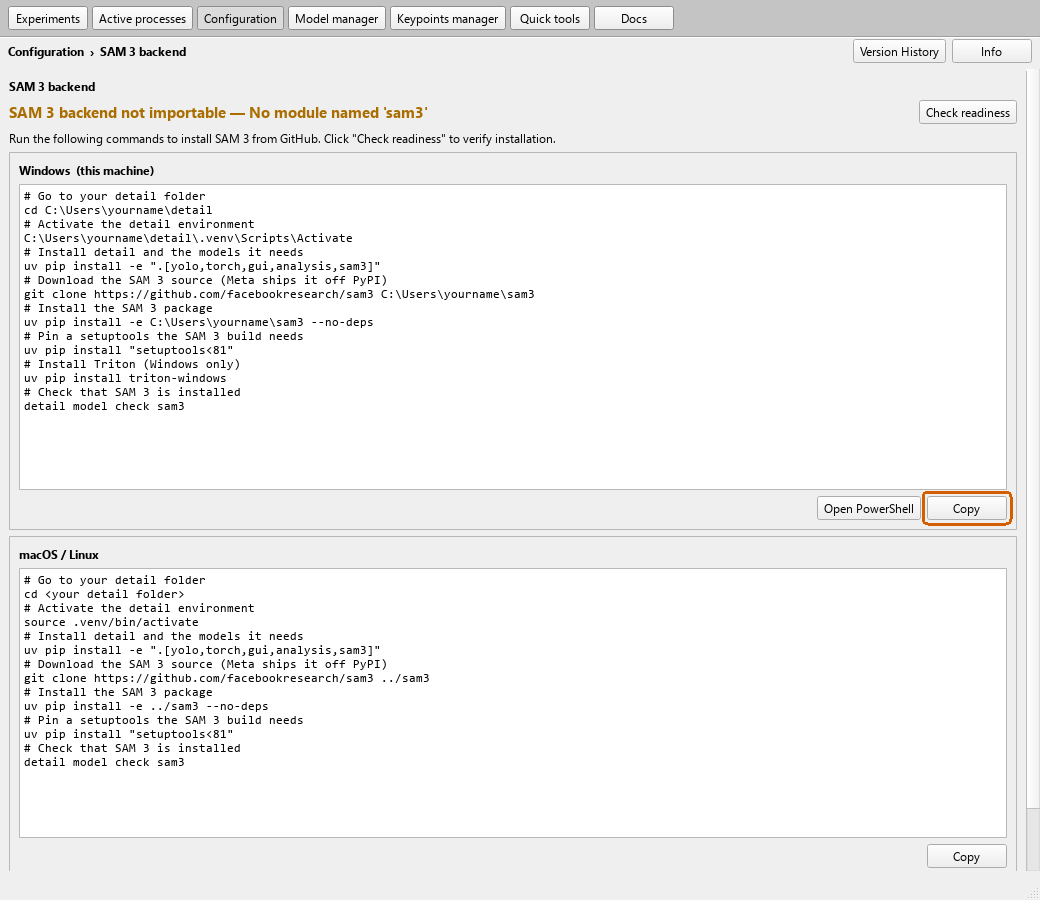 Experiments
Active processes
Configuration
Model manager
Keypoints manager
Quick tools
Docs
Configuration › SAM 3 backend
Version History
Info
SAM 3 backend
SAM 3 backend not importable — No module named 'sam3'
Check readiness
Run the following commands to install SAM 3 from GitHub. Click "Check readiness" to verify installation.
Windows (this machine)
# Go to your detail folder
cd C:\Users\yourname\detail
# Activate the detail environment
C:\Users\yourname\detail\.venv\Scripts\Activate
# Install detail and the models it needs
uv pip install -e ".[yolo,torch,gui,analysis,sam3]"
# Download the SAM 3 source (Meta ships it off PyPI)
git clone https://github.com/facebookresearch/sam3 C:\Users\yourname\sam3
# Install the SAM 3 package
uv pip install -e C:\Users\yourname\sam3 --no-deps
# Pin a setuptools the SAM 3 build needs
uv pip install "setuptools<81"
# Install Triton (Windows only)
uv pip install triton-windows
# Check that SAM 3 is installed
detail model check sam3
Open PowerShell
Copy
macOS / Linux
# Go to your detail folder
cd <your detail folder>
# Activate the detail environment
source .venv/bin/activate
# Install detail and the models it needs
uv pip install -e ".[yolo,torch,gui,analysis,sam3]"
# Download the SAM 3 source (Meta ships it off PyPI)
git clone https://github.com/facebookresearch/sam3 ../sam3
# Install the SAM 3 package
uv pip install -e ../sam3 --no-deps
# Pin a setuptools the SAM 3 build needs
uv pip install "setuptools<81"
# Check that SAM 3 is installed
detail model check sam3
Copy